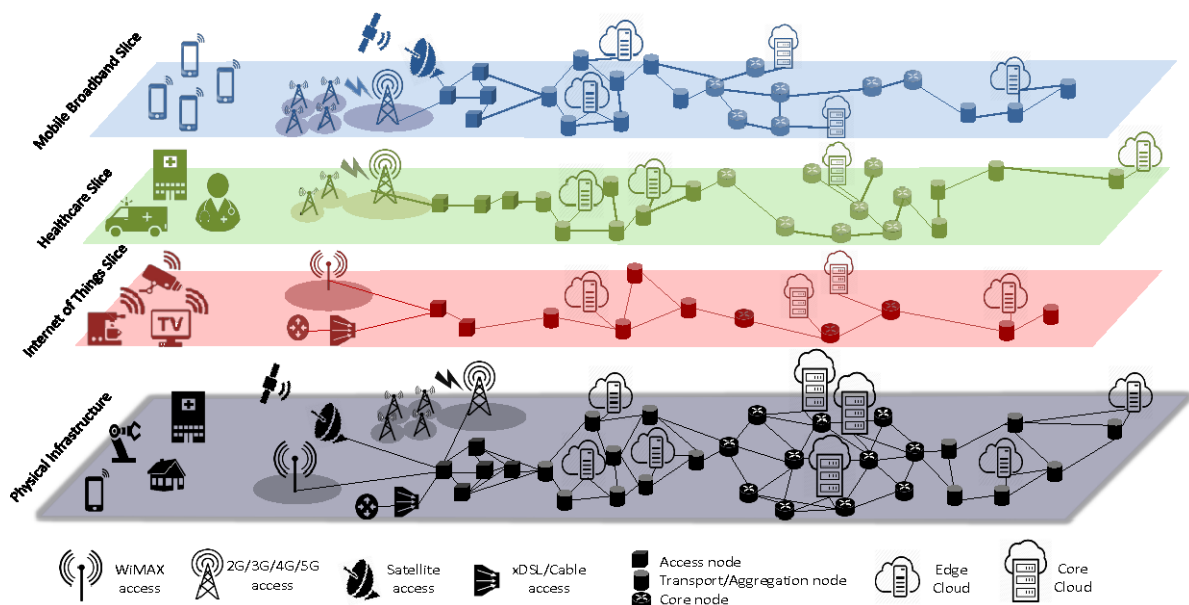 Mobile Broadband Slice
Healthcare Slice
Internet of Things Slice
TV
Physical Infrastructure
WiMAX
access
2G/3G/4G/5G
access
Satellite
access
xDSL/Cable
access
Access node
Transport/Aggregation node
Core node
Edge
Cloud
Core
Cloud